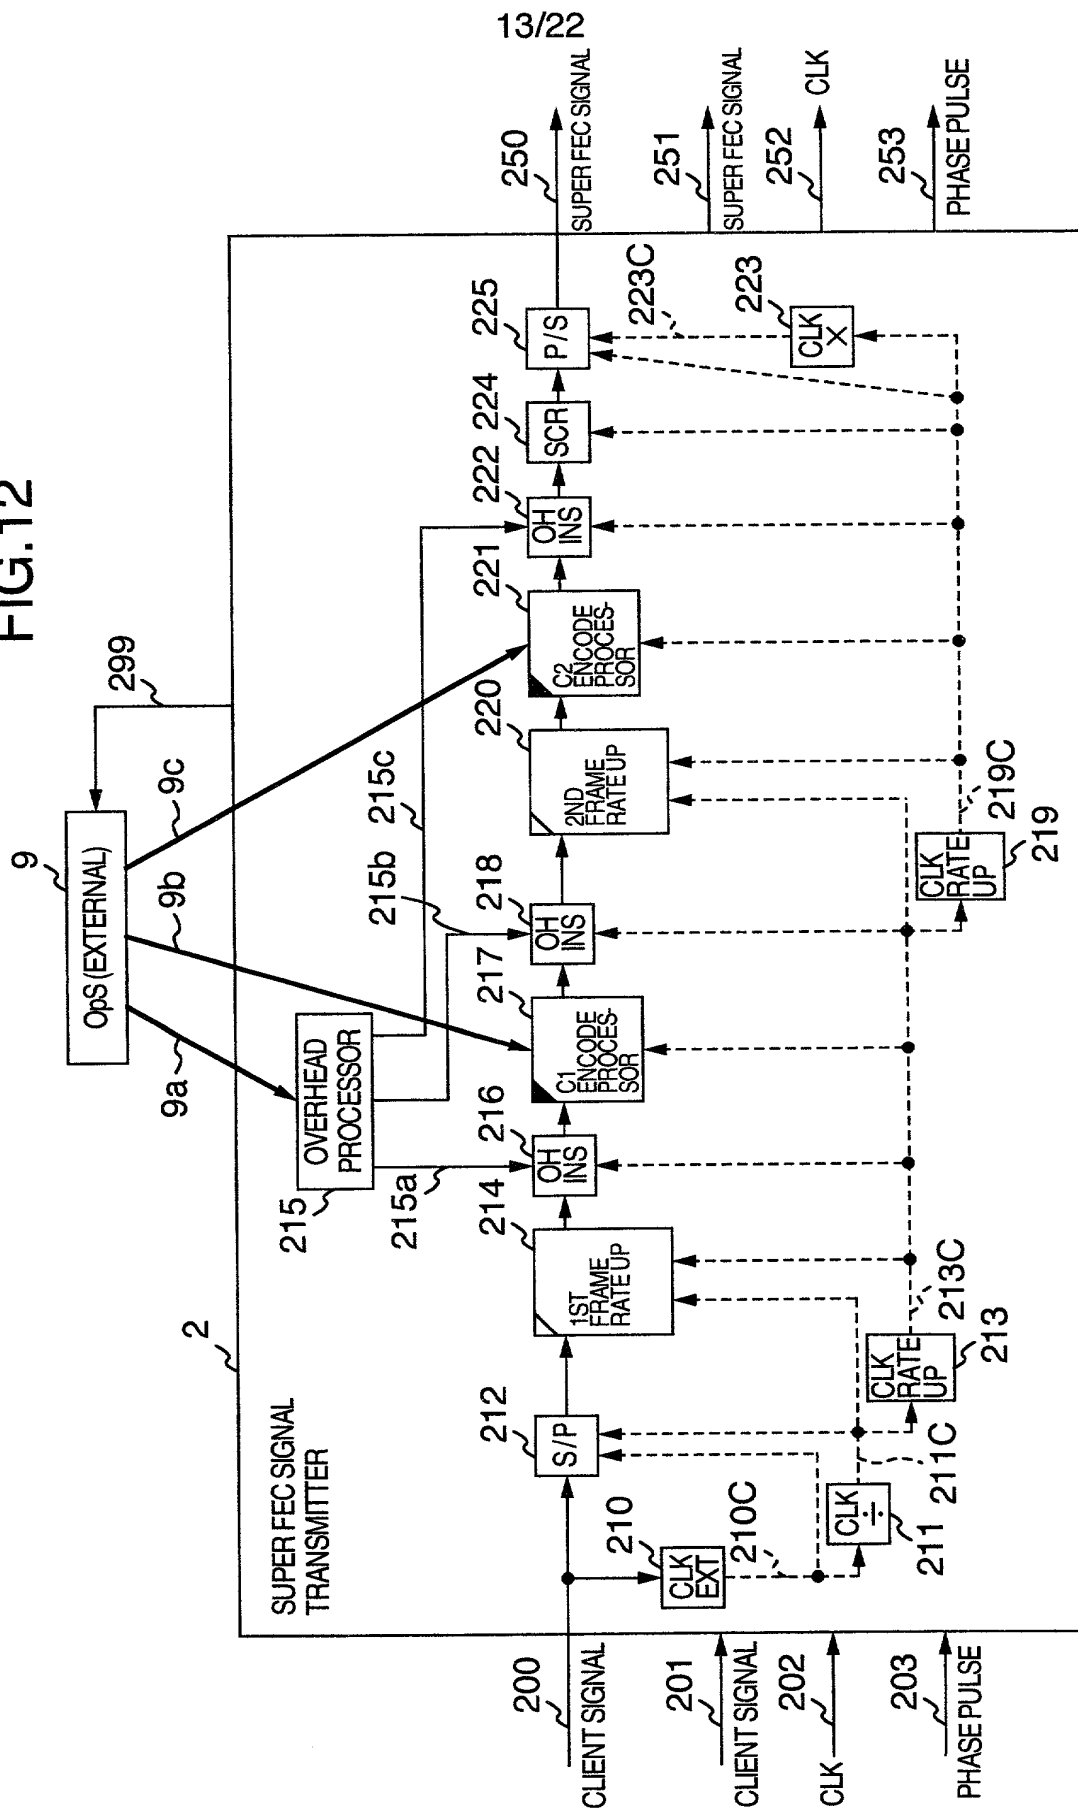 13/22
FIG.12
9
OpS (EXTERNAL)
299
9a
9b
9c
2
SUPER FEC SIGNAL
TRANSMITTER
215
OVERHEAD
PROCESSOR
215a
215b
215c
200
CLIENT SIGNAL
212
S/P
214
1ST
FRAME
RATE UP
216
OH
INS
217
C1
ENCODE
PROCES-
SOR
218
OH
INS
220
2ND
FRAME
RATE UP
221
C2
ENCODE
PROCES-
SOR
222
OH
INS
224
SCR
225
P/S
250
SUPER FEC SIGNAL
210
CLK
EXT
210C
211
CLK
÷
211C
213
CLK
RATE
UP
213C
219
CLK
RATE
UP
219C
223
CLK
×
223C
201
CLIENT SIGNAL
251
SUPER FEC SIGNAL
202
CLK
252
CLK
203
PHASE PULSE
253
PHASE PULSE